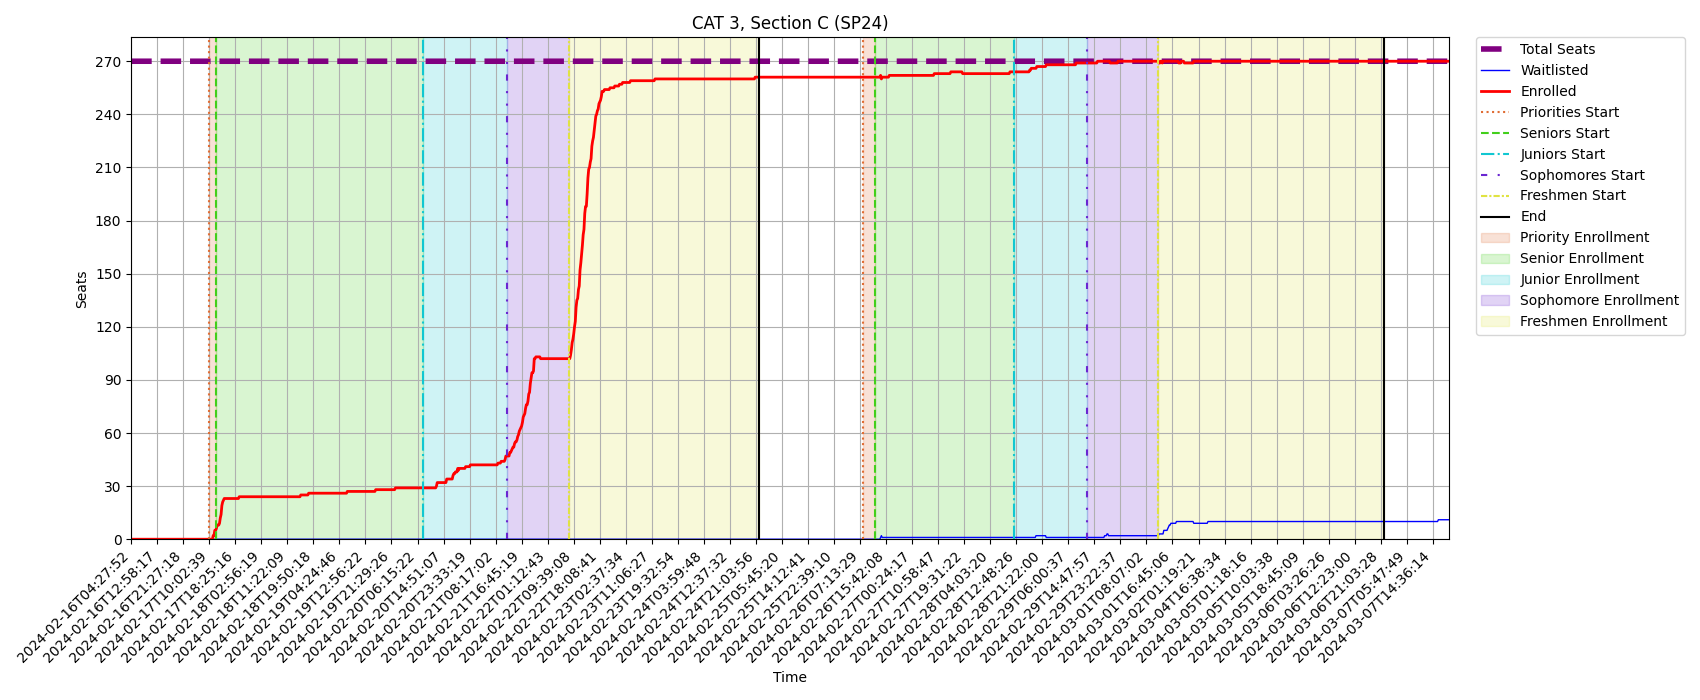 CAT 3, Section C (SP24)
Seats
270
240
210
180
150
120
90
60
30
0
2024-02-16T04:27:52
2024-02-16T12:58:17
2024-02-16T21:27:18
2024-02-17T10:02:39
2024-02-17T18:25:16
2024-02-18T02:56:19
2024-02-18T11:22:09
2024-02-18T19:50:18
2024-02-19T04:24:46
2024-02-19T12:56:22
2024-02-19T21:29:26
2024-02-20T06:15:22
2024-02-20T14:51:07
2024-02-20T23:33:19
2024-02-21T08:17:02
2024-02-21T16:45:19
2024-02-22T01:12:43
2024-02-22T09:39:08
2024-02-22T18:08:41
2024-02-23T02:37:34
2024-02-23T11:06:27
2024-02-23T19:32:54
2024-02-24T03:59:48
2024-02-24T12:37:32
2024-02-24T21:03:56
2024-02-25T05:45:20
2024-02-25T14:12:41
2024-02-25T22:39:10
2024-02-26T07:13:29
2024-02-26T15:42:08
2024-02-27T00:24:17
2024-02-27T10:58:47
2024-02-27T19:31:22
2024-02-28T04:03:20
2024-02-28T12:48:26
2024-02-28T21:22:00
2024-02-29T06:00:37
2024-02-29T14:47:57
2024-02-29T23:22:37
2024-03-01T08:07:02
2024-03-01T16:45:06
2024-03-02T01:19:21
2024-03-04T16:38:34
2024-03-05T01:18:16
2024-03-05T10:03:38
2024-03-05T18:45:09
2024-03-06T03:26:26
2024-03-06T12:23:00
2024-03-06T21:03:28
2024-03-07T05:47:49
2024-03-07T14:36:14
Time
Total Seats
Waitlisted
Enrolled
Priorities Start
Seniors Start
Juniors Start
Sophomores Start
Freshmen Start
End
Priority Enrollment
Senior Enrollment
Junior Enrollment
Sophomore Enrollment
Freshmen Enrollment